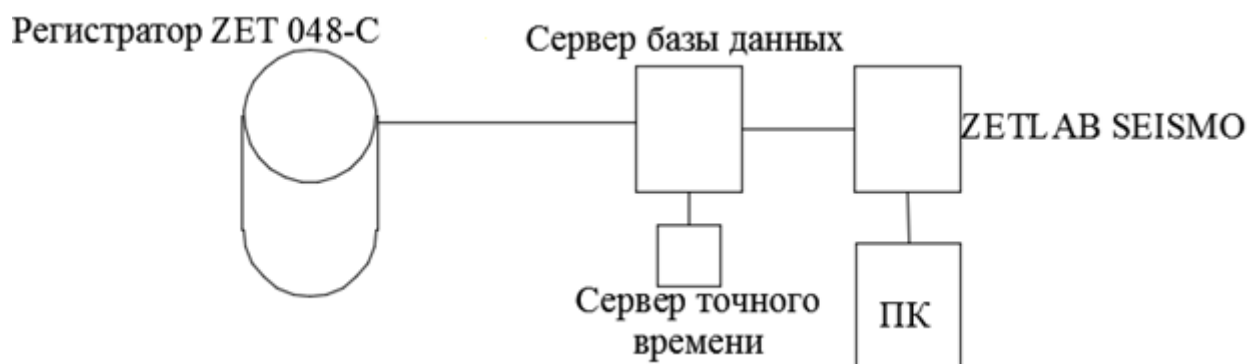 Регистратор ZET 048-C
Сервер базы данных
ZETLAB SEISMO
Сервер точного
времени
ПК